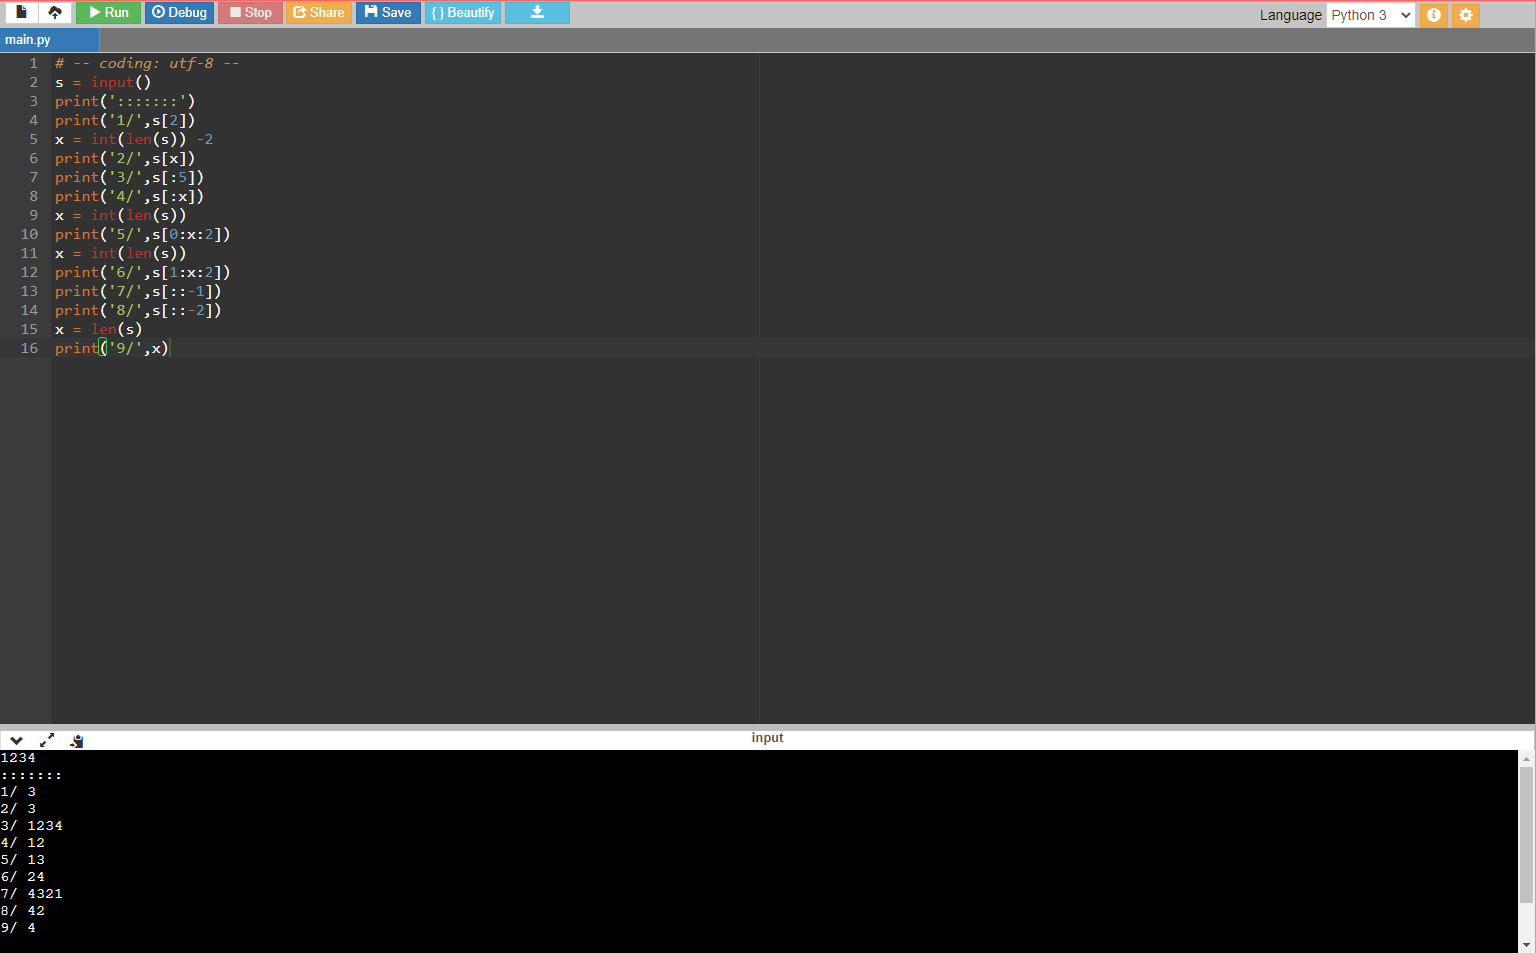 Run Debug Stop Share Save { } Beautify Language Python 3
main.py
1 # -- coding: utf-8 --
2 s = input()
3 print(':::::::')
4 print('1/',s[2])
5 x = int(len(s)) -2
6 print('2/',s[x])
7 print('3/',s[:5])
8 print('4/',s[:x])
9 x = int(len(s))
10 print('5/',s[0:x:2])
11 x = int(len(s))
12 print('6/',s[1:x:2])
13 print('7/',s[::-1])
14 print('8/',s[::-2])
15 x = len(s)
16 print('9/',x)
input
1234
:::::::
1/ 3
2/ 3
3/ 1234
4/ 12
5/ 13
6/ 24
7/ 4321
8/ 42
9/ 4